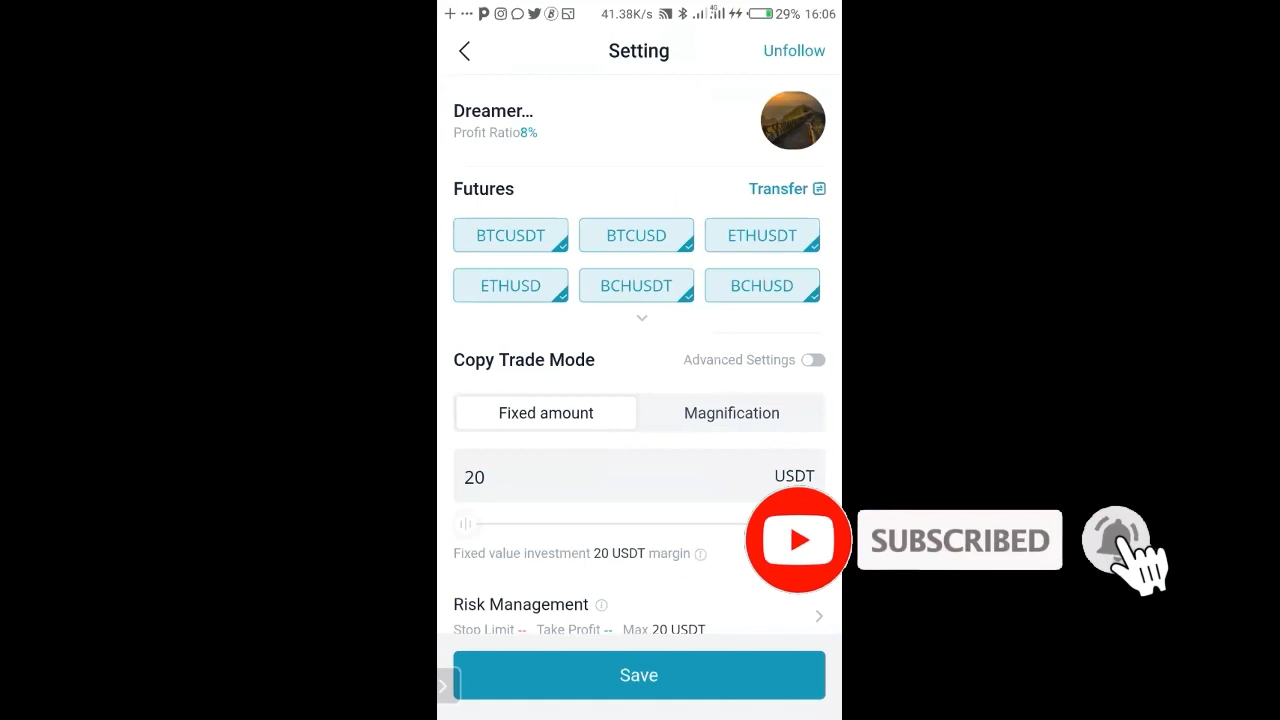 41.38K/s 4G 29% 16:06
Setting Unfollow
Dreamer...
Profit Ratio8%
Futures Transfer
BTCUSDT BTCUSD ETHUSDT
ETHUSD BCHUSDT BCHUSD
Copy Trade Mode Advanced Settings
Fixed amount Magnification
20 USDT
SUBSCRIBED
Fixed value investment 20 USDT margin
Risk Management
Stop Limit -- Take Profit -- Max 20 USDT
Save